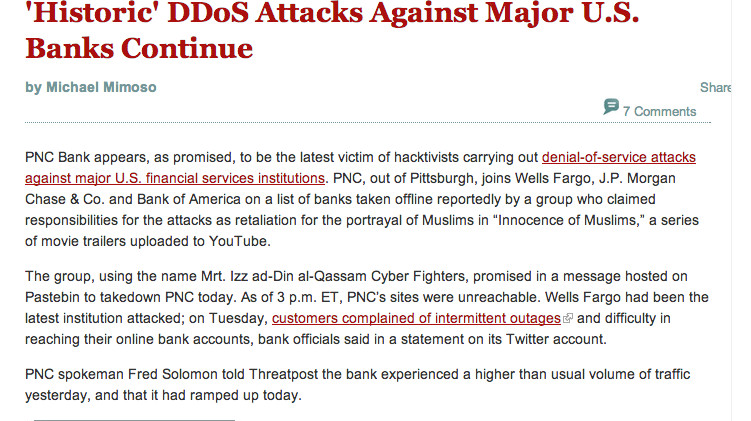 'Historic' DDoS Attacks Against Major U.S.
Banks Continue
by Michael Mimoso
Share
7 Comments
PNC Bank appears, as promised, to be the latest victim of hacktivists carrying out denial-of-service attacks
against major U.S. financial services institutions. PNC, out of Pittsburgh, joins Wells Fargo, J.P. Morgan
Chase & Co. and Bank of America on a list of banks taken offline reportedly by a group who claimed
responsibilities for the attacks as retaliation for the portrayal of Muslims in “Innocence of Muslims,” a series
of movie trailers uploaded to YouTube.
The group, using the name Mrt. Izz ad-Din al-Qassam Cyber Fighters, promised in a message hosted on
Pastebin to takedown PNC today. As of 3 p.m. ET, PNC’s sites were unreachable. Wells Fargo had been the
latest institution attacked; on Tuesday, customers complained of intermittent outages and difficulty in
reaching their online bank accounts, bank officials said in a statement on its Twitter account.
PNC spokeman Fred Solomon told Threatpost the bank experienced a higher than usual volume of traffic
yesterday, and that it had ramped up today.